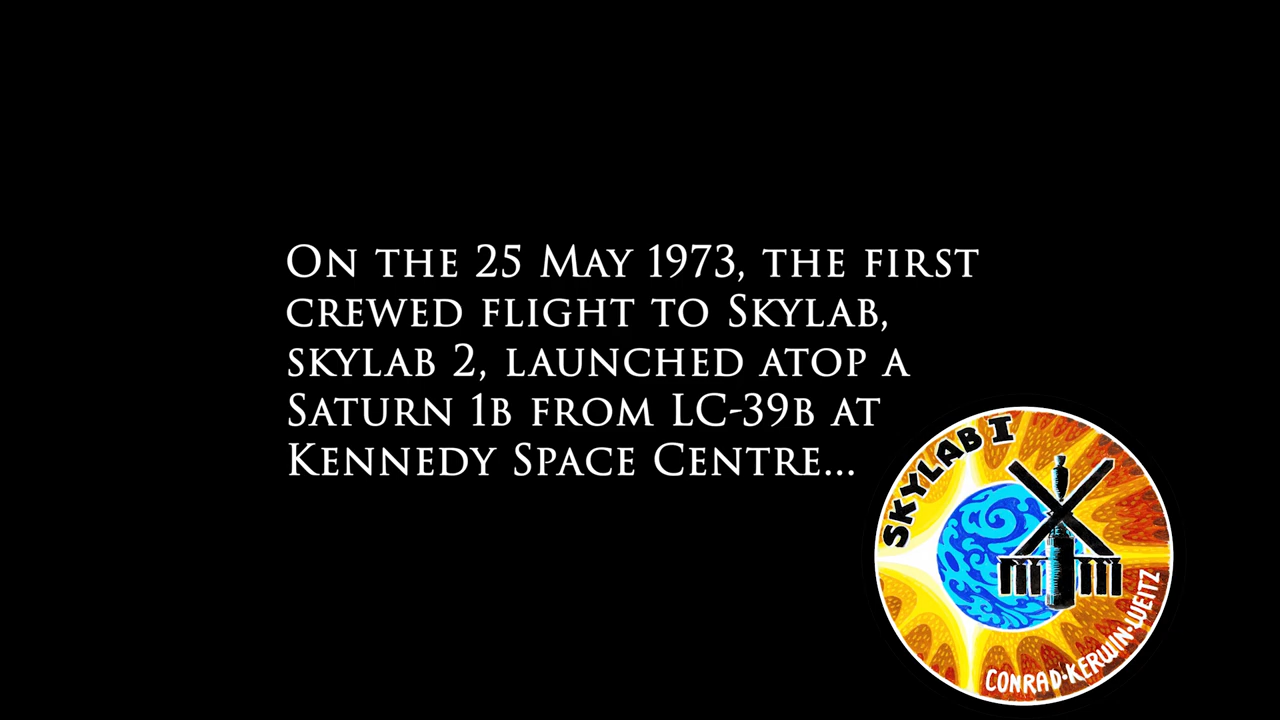 On the 25 May 1973, the first
crewed flight to Skylab,
skylab 2, launched atop a
Saturn 1b from LC-39b at
Kennedy Space Centre...
SKYLAB I
CONRAD·KERWIN·WEITZ